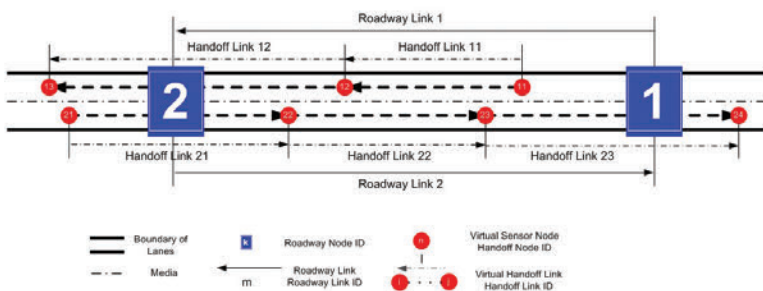 Roadway Link 1
Handoff Link 12 Handoff Link 11
13 12 11
2 1
21 22 23 24
Handoff Link 21 Handoff Link 22 Handoff Link 23
Roadway Link 2
Boundary of Lanes
k Roadway Node ID
n Virtual Sensor Node
Handoff Node ID
Media
m Roadway Link
Roadway Link ID
l
i j Virtual Handoff Link
Handoff Link ID